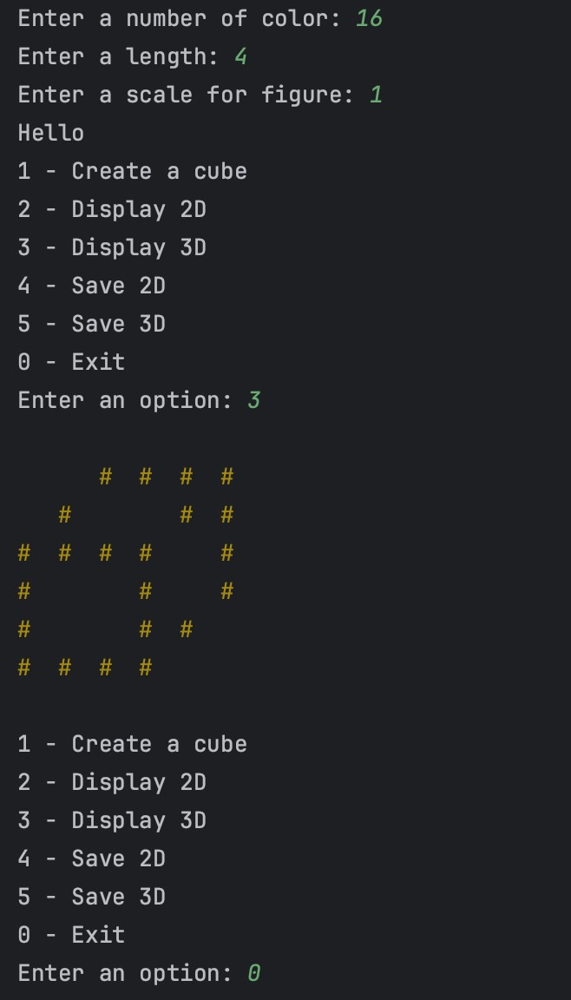 Enter a number of color: 16
Enter a length: 4
Enter a scale for figure: 1
Hello
1 - Create a cube
2 - Display 2D
3 - Display 3D
4 - Save 2D
5 - Save 3D
0 - Exit
Enter an option: 3

      #  #  #  #
   #        #  #
#  #  #  #     #
#        #     #
#        #  #
#  #  #  #

1 - Create a cube
2 - Display 2D
3 - Display 3D
4 - Save 2D
5 - Save 3D
0 - Exit
Enter an option: 0